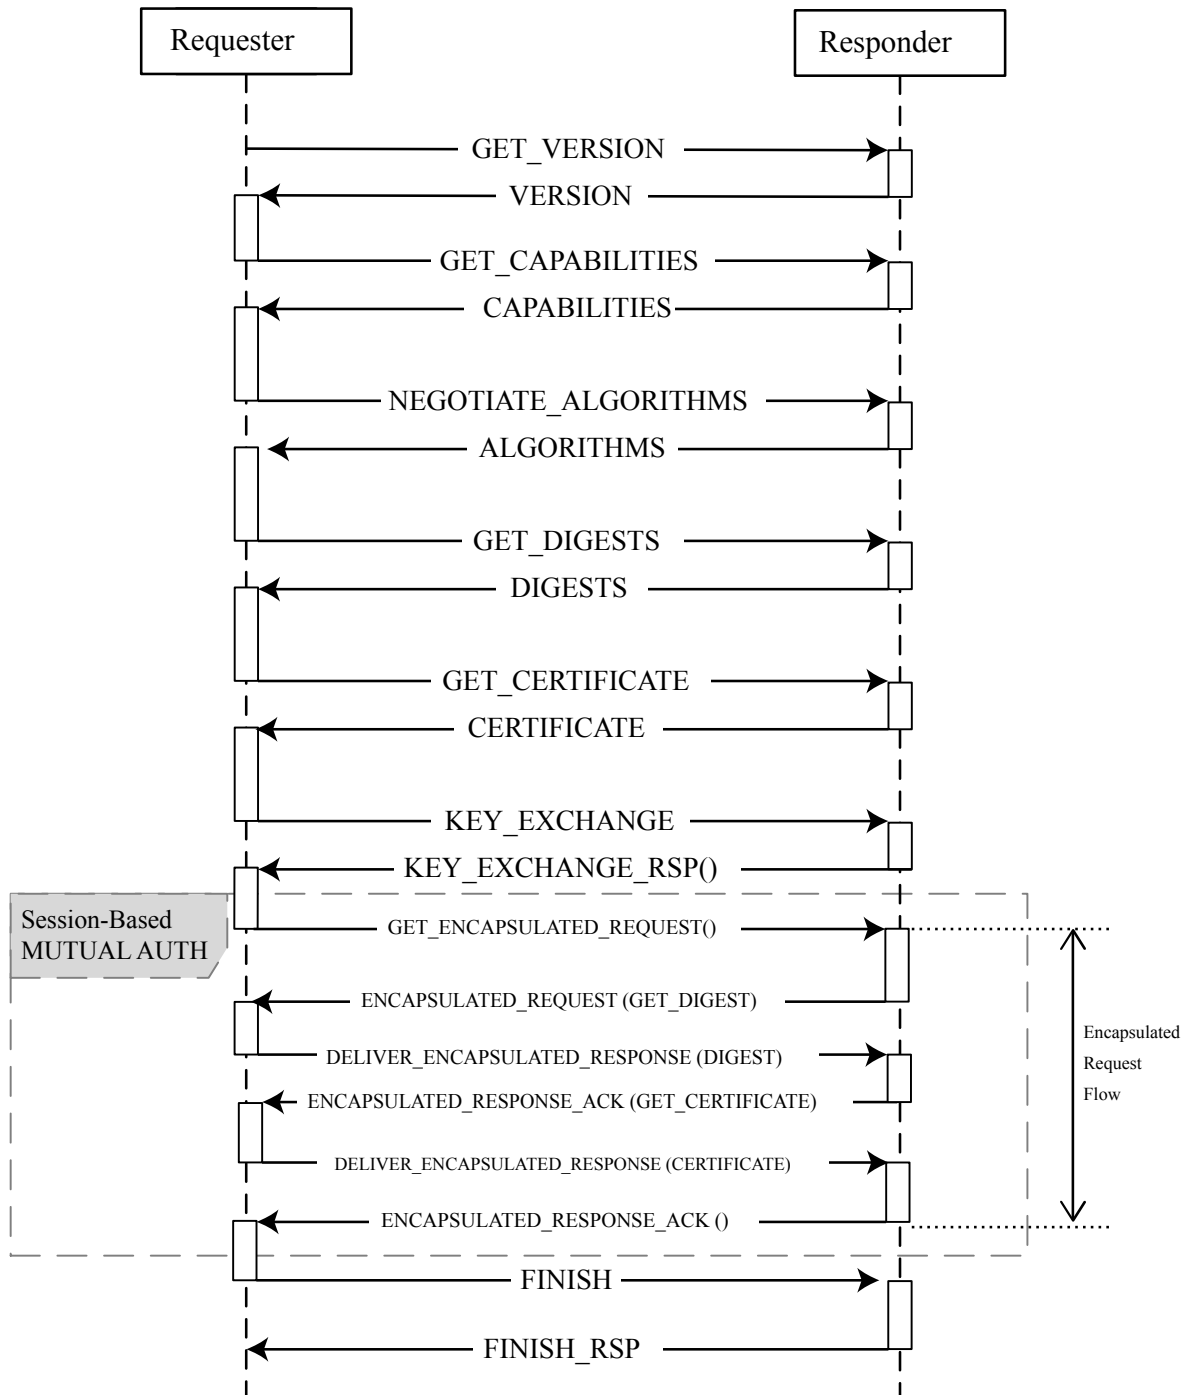 Requester
Responder
GET_VERSION
VERSION
GET_CAPABILITIES
CAPABILITIES
NEGOTIATE_ALGORITHMS
ALGORITHMS
GET_DIGESTS
DIGESTS
GET_CERTIFICATE
CERTIFICATE
KEY_EXCHANGE
KEY_EXCHANGE_RSP()
Session-Based
MUTUAL AUTH
GET_ENCAPSULATED_REQUEST()
ENCAPSULATED_REQUEST (GET_DIGEST)
DELIVER_ENCAPSULATED_RESPONSE (DIGEST)
ENCAPSULATED_RESPONSE_ACK (GET_CERTIFICATE)
DELIVER_ENCAPSULATED_RESPONSE (CERTIFICATE)
ENCAPSULATED_RESPONSE_ACK ()
Encapsulated
Request
Flow
FINISH
FINISH_RSP